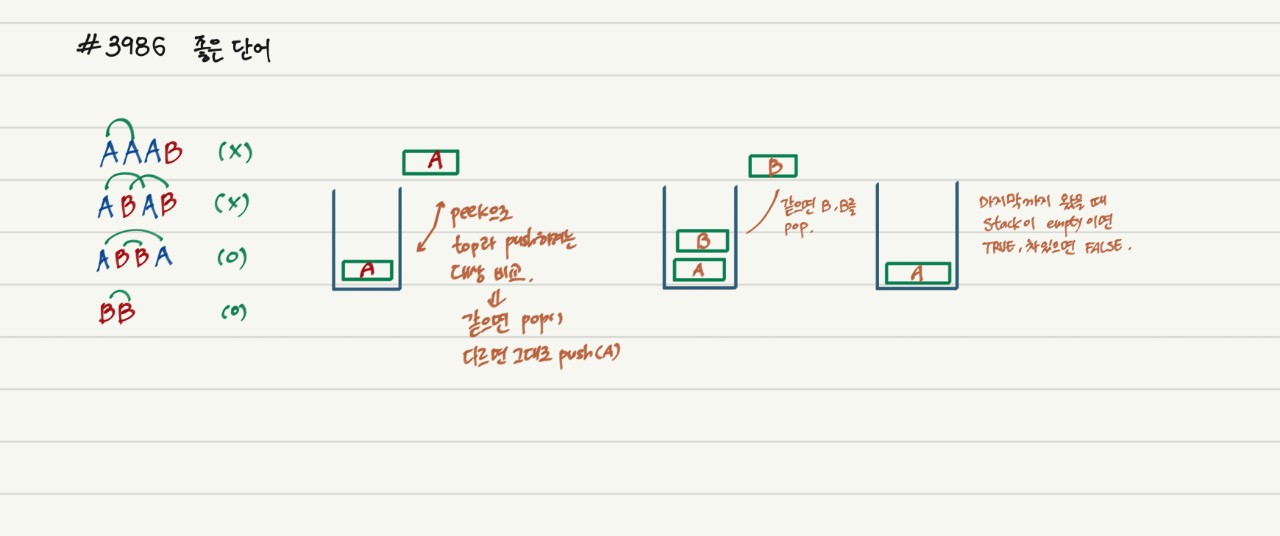 #3986 좋은 단어
AAAB (X)
ABAB (X)
ABBA (O)
BB (O)
A
A
peek으로
top과 push하려는
대상 비교.
⇓
같으면 pop(),
다르면 그대로 push(A)
B
B
A
같으면 B, B를
pop.
A
마지막까지 왔을 때
Stack이 empty이면
TRUE, 차있으면 FALSE.